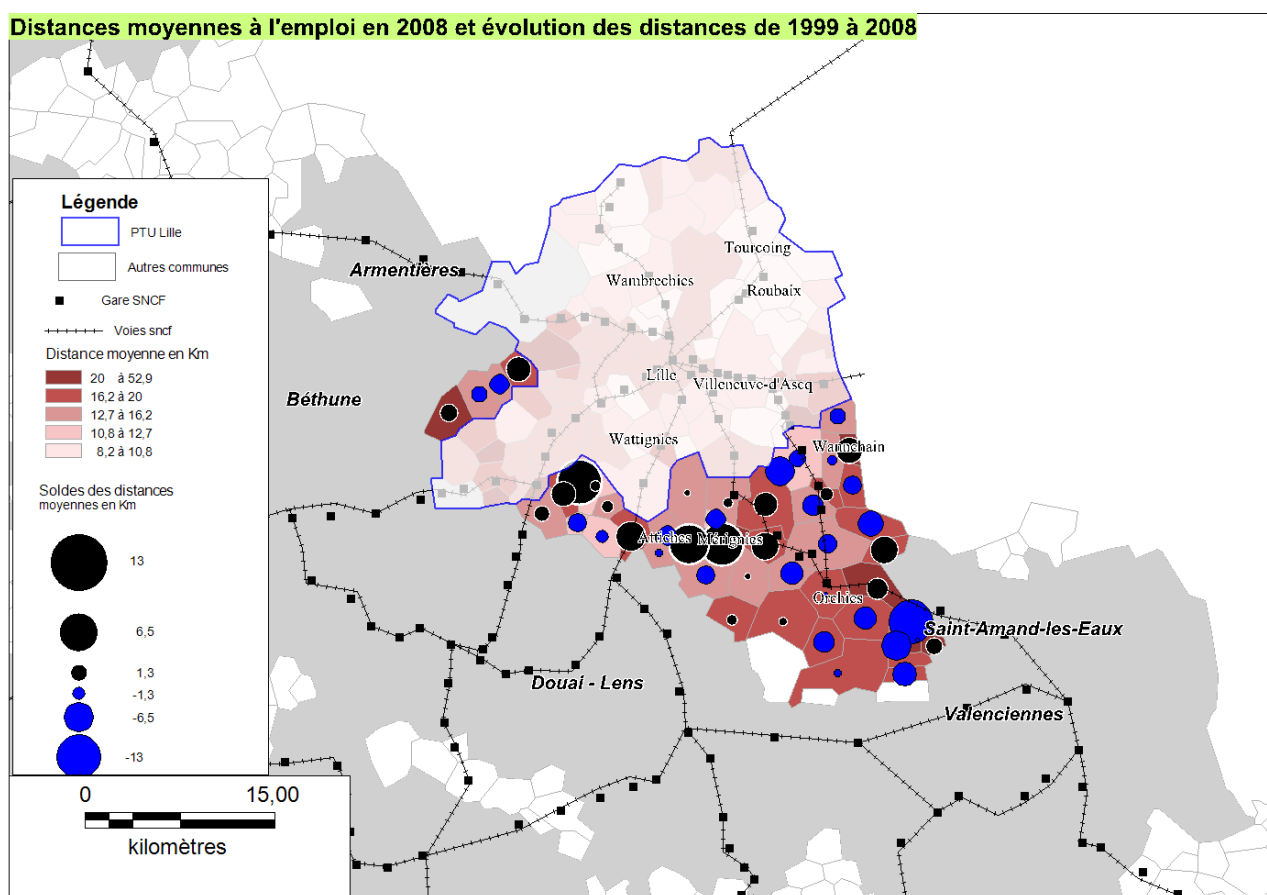 Distances moyennes à l'emploi en 2008 et évolution des distances de 1999 à 2008
Légende
PTU Lille
Autres communes
Gare SNCF
Voies sncf
Distance moyenne en Km
20 à 52,9
16,2 à 20
12,7 à 16,2
10,8 à 12,7
8,2 à 10,8
Soldes des distances
moyennes en Km
13
6,5
1,3
-1,3
-6,5
-13
0 15,00
kilomètres
Tourcoing
Armentières
Wambrechies
Roubaix
Lille
Villeneuve-d'Ascq
Béthune
Wattignies
Wannehain
Attiches
Mérignies
Orchies
Saint-Amand-les-Eaux
Douai - Lens
Valenciennes